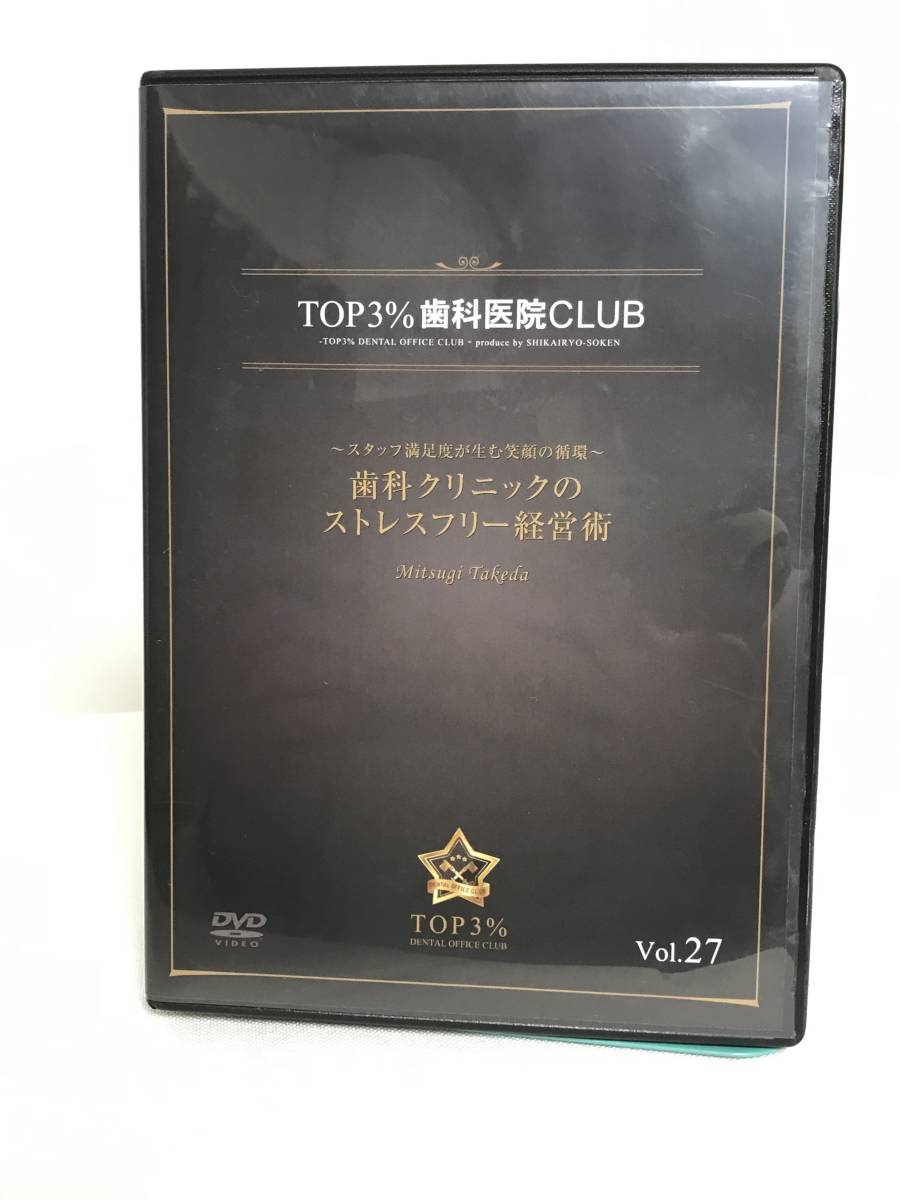 TOP3%歯科医院CLUB
-TOP3% DENTAL OFFICE CLUB - produce by SHIKAIRYO-SOKEN
～スタッフ満足度が生む笑顔の循環～
歯科クリニックの
ストレスフリー経営術
Mitsugi Takeda
DENTAL OFFICE CLUB
TOP3%
DENTAL OFFICE CLUB
DVD
VIDEO
Vol.27